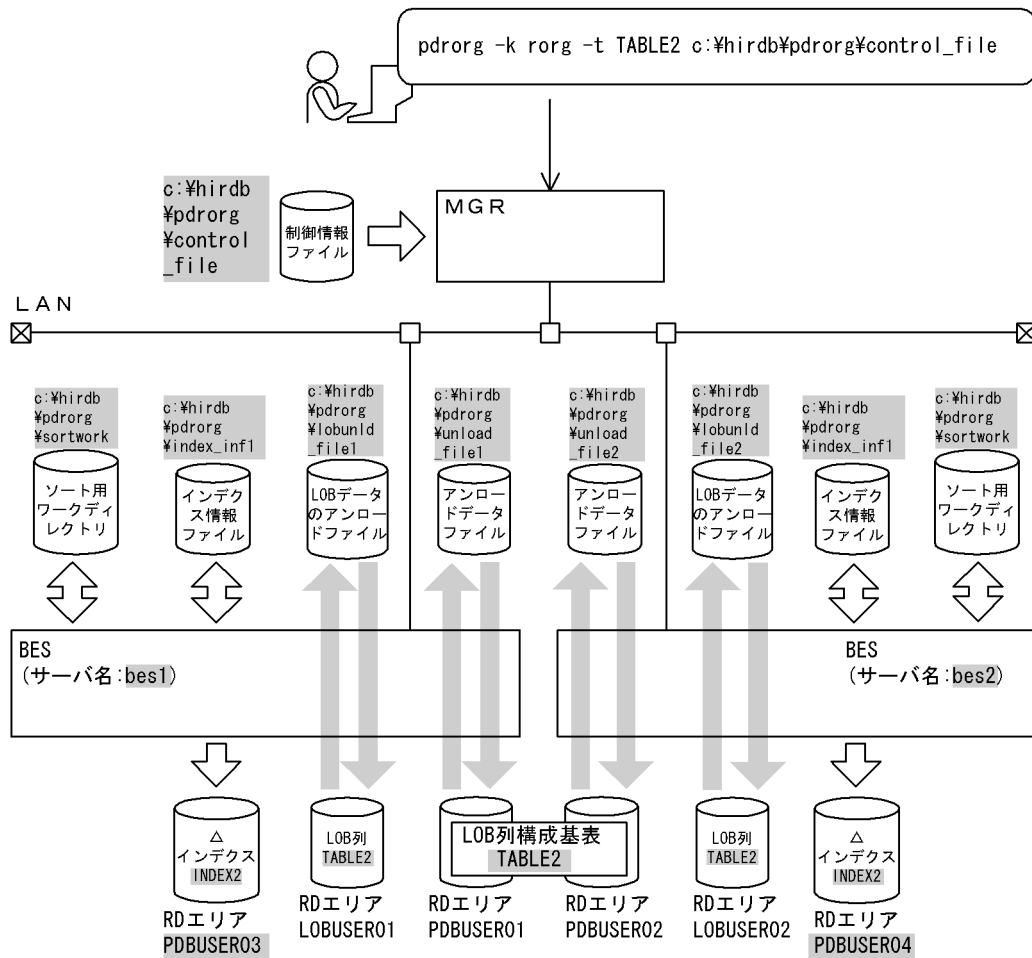 pdrorg -k rorg -t TABLE2 c:¥hirdb¥pdrorg¥control_file
c:¥hirdb
¥pdrorg
¥control
_file
制御情報
ファイル
ＭＧＲ
ＬＡＮ
c:¥hirdb
¥pdrorg
¥sortwork
ソート用
ワークディ
レクトリ
c:¥hirdb
¥pdrorg
¥index_inf1
インデク
ス情報
ファイル
c:¥hirdb
¥pdrorg
¥lobunld
_file1
LOBデータ
のアンロー
ドファイル
c:¥hirdb
¥pdrorg
¥unload
_file1
アンロー
ドデータ
ファイル
c:¥hirdb
¥pdrorg
¥unload
_file2
アンロー
ドデータ
ファイル
c:¥hirdb
¥pdrorg
¥lobunld
_file2
LOBデータ
のアンロー
ドファイル
c:¥hirdb
¥pdrorg
¥index_inf1
インデク
ス情報
ファイル
c:¥hirdb
¥pdrorg
¥sortwork
ソート用
ワークディ
レクトリ
BES
(サーバ名:bes1)
BES
(サーバ名:bes2)
△
インデクス
INDEX2
RDエリア
PDBUSER03
LOB列
TABLE2
RDエリア
LOBUSER01
LOB列構成基表
TABLE2
RDエリア
PDBUSER01
RDエリア
PDBUSER02
LOB列
TABLE2
RDエリア
LOBUSER02
△
インデクス
INDEX2
RDエリア
PDBUSER04